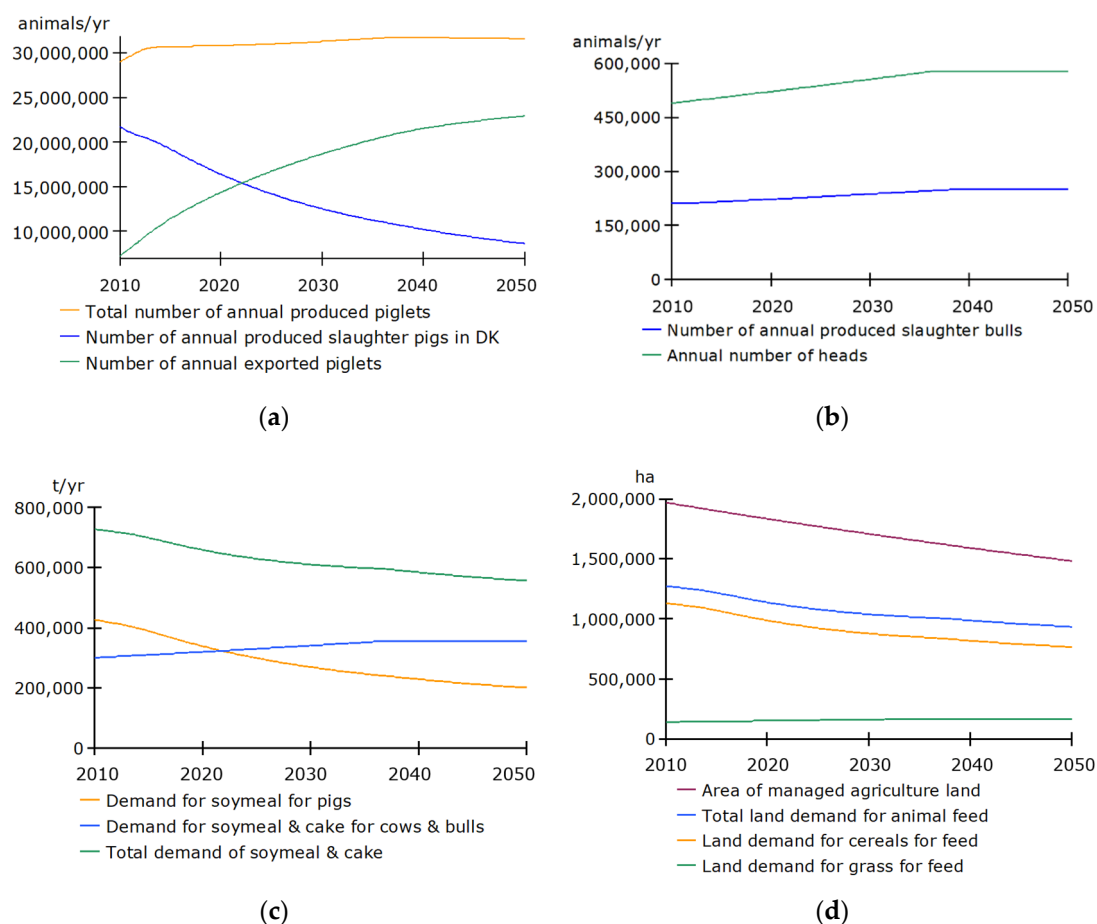 animals/yr
30,000,000
25,000,000
20,000,000
15,000,000
10,000,000
2010 2020 2030 2040 2050
Total number of annual produced piglets
Number of annual produced slaughter pigs in DK
Number of annual exported piglets
(a)
animals/yr
600,000
450,000
300,000
150,000
0
2010 2020 2030 2040 2050
Number of annual produced slaughter bulls
Annual number of heads
(b)
t/yr
800,000
600,000
400,000
200,000
0
2010 2020 2030 2040 2050
Demand for soymeal for pigs
Demand for soymeal & cake for cows & bulls
Total demand of soymeal & cake
(c)
ha
2,000,000
1,500,000
1,000,000
500,000
0
2010 2020 2030 2040 2050
Area of managed agriculture land
Total land demand for animal feed
Land demand for cereals for feed
Land demand for grass for feed
(d)